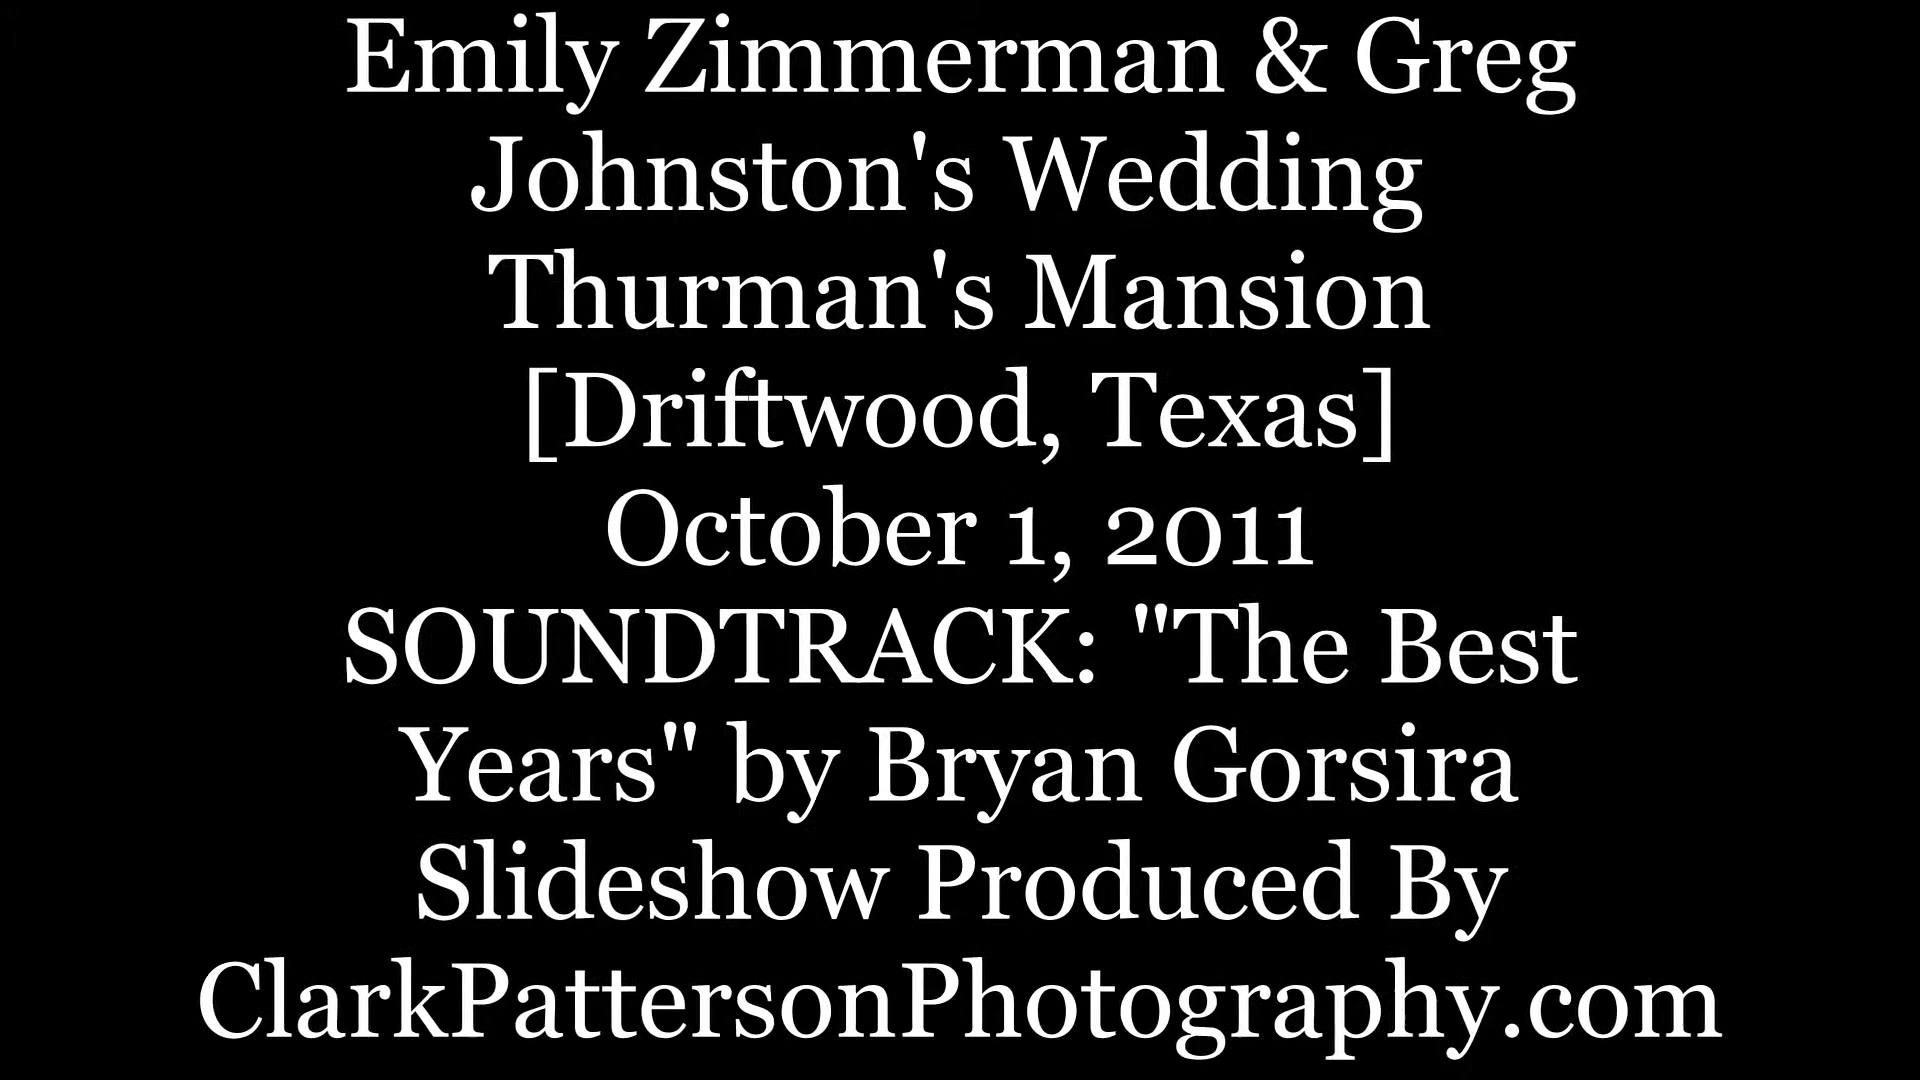 Emily Zimmerman & Greg
Johnston's Wedding
Thurman's Mansion
[Driftwood, Texas]
October 1, 2011
SOUNDTRACK: "The Best
Years" by Bryan Gorsira
Slideshow Produced By
ClarkPattersonPhotography.com